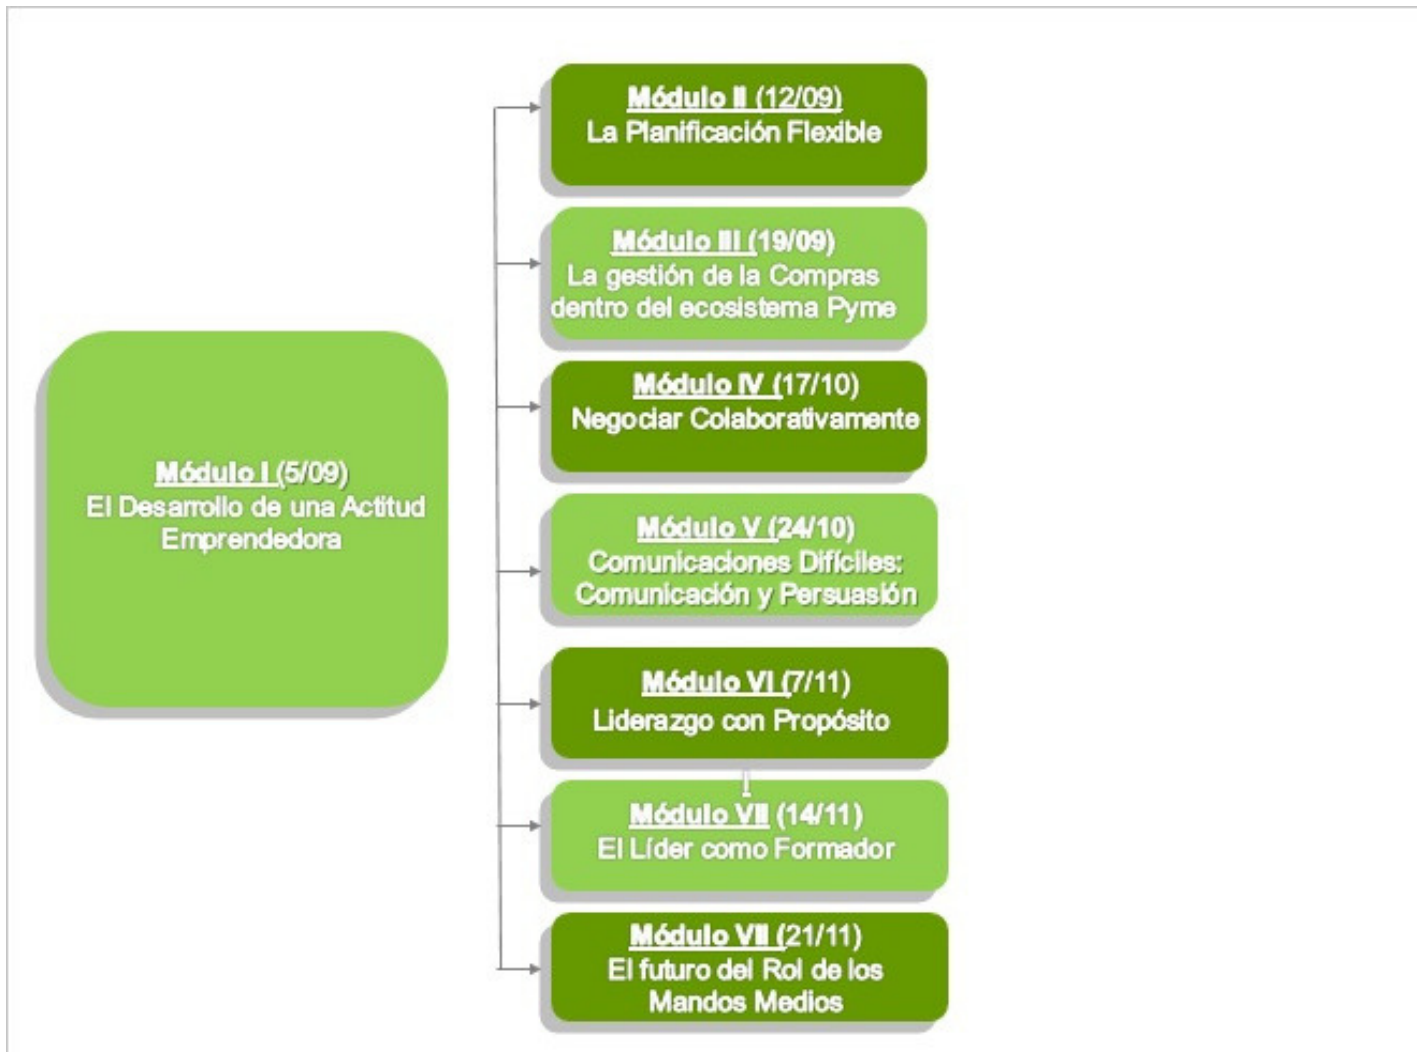 Módulo I (5/09)
El Desarrollo de una Actitud
Emprendedora
Módulo II (12/09)
La Planificación Flexible
Módulo III (19/09)
La gestión de la Compras
dentro del ecosistema Pyme
Módulo IV (17/10)
Negociar Colaborativamente
Módulo V (24/10)
Comunicaciones Difíciles:
Comunicación y Persuasión
Módulo VI (7/11)
Liderazgo con Propósito
Módulo VII (14/11)
El Líder como Formador
Módulo VII (21/11)
El futuro del Rol de los
Mandos Medios